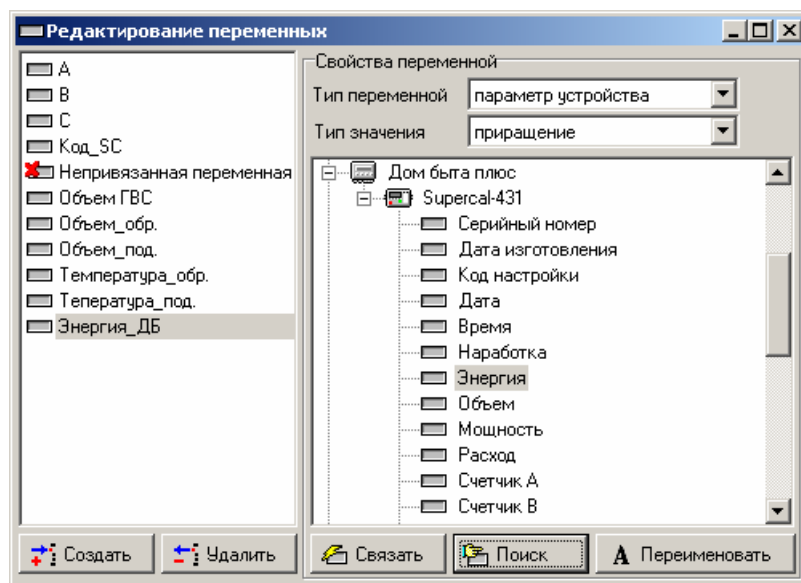 Редактирование переменных
A
B
C
Код_SC
Непривязанная переменная
Объем ГВС
Объем_обр.
Объем_под.
Температура_обр.
Тепература_под.
Энергия_ДБ
Создать
Удалить
Свойства переменной
Тип переменной
параметр устройства
Тип значения
приращение
Дом быта плюс
Supercal-431
Серийный номер
Дата изготовления
Код настройки
Дата
Время
Наработка
Энергия
Объем
Мощность
Расход
Счетчик A
Счетчик B
Связать
Поиск
A Переименовать